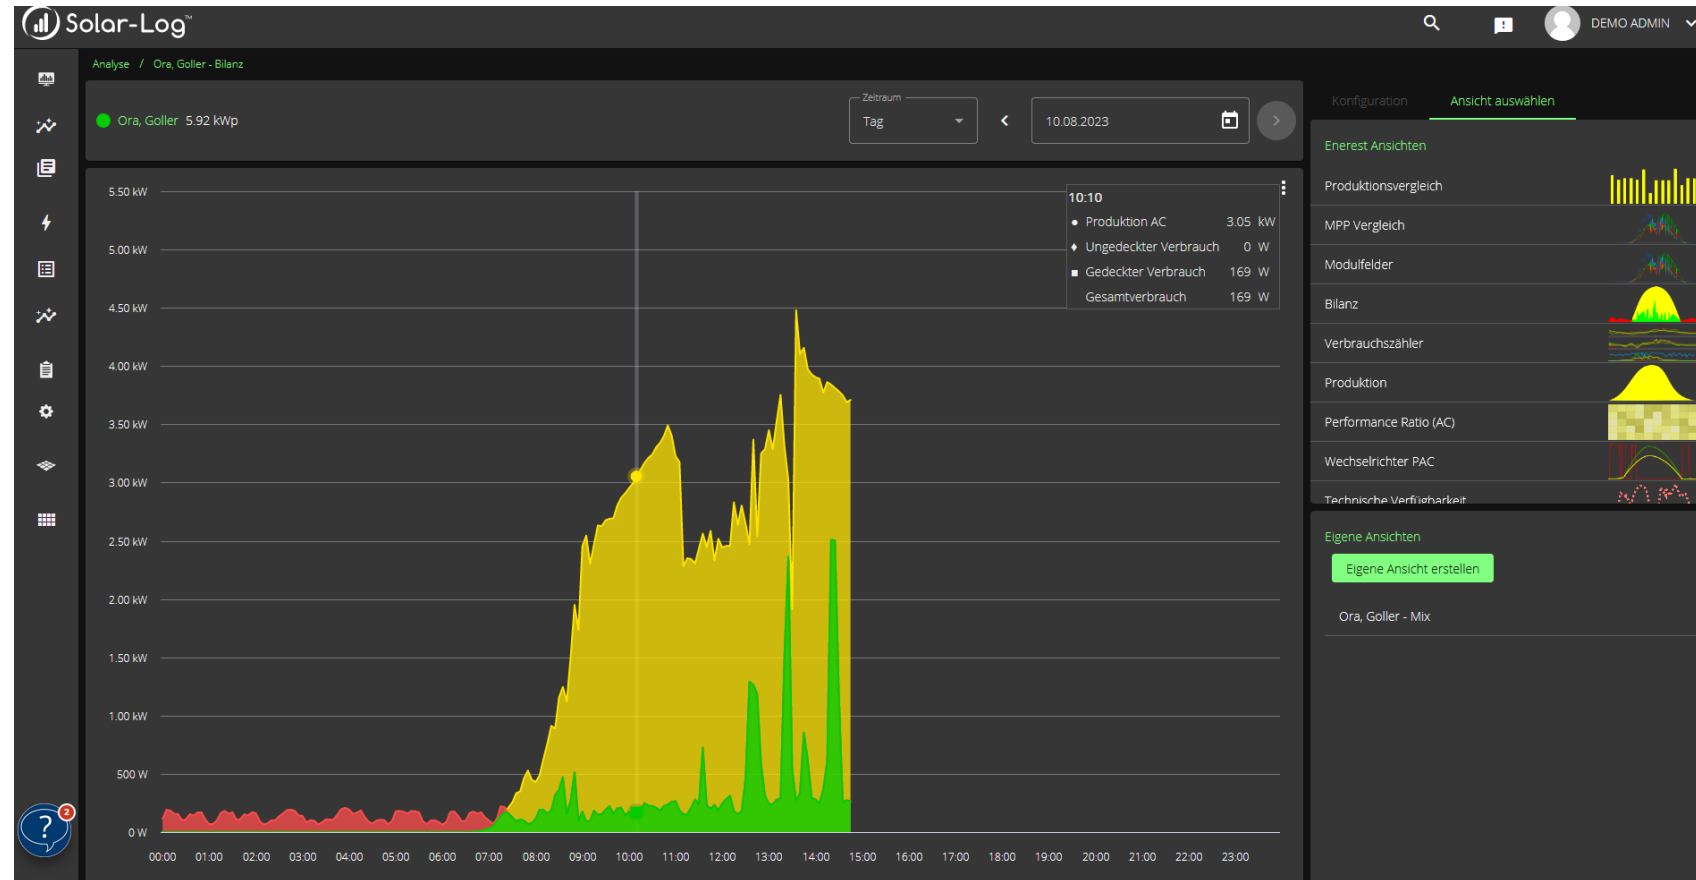 Solar-Log™
DEMO ADMIN
Analyse / Ora, Goller - Bilanz
Ora, Goller 5.92 kWp
Zeitraum
Tag
10.08.2023
Konfiguration
Ansicht auswählen
5.50 kW
5.00 kW
4.50 kW
4.00 kW
3.50 kW
3.00 kW
2.50 kW
2.00 kW
1.50 kW
1.00 kW
500 W
0 W
10:10
Produktion AC 3.05 kW
Ungedeckter Verbrauch 0 W
Gedeckter Verbrauch 169 W
Gesamtverbrauch 169 W
00:00 01:00 02:00 03:00 04:00 05:00 06:00 07:00 08:00 09:00 10:00 11:00 12:00 13:00 14:00 15:00 16:00 17:00 18:00 19:00 20:00 21:00 22:00 23:00
Enerest Ansichten
Produktionsvergleich
MPP Vergleich
Modulfelder
Bilanz
Verbrauchszähler
Produktion
Performance Ratio (AC)
Wechselrichter PAC
Technische Verfügbarkeit
Eigene Ansichten
Eigene Ansicht erstellen
Ora, Goller - Mix
?
2